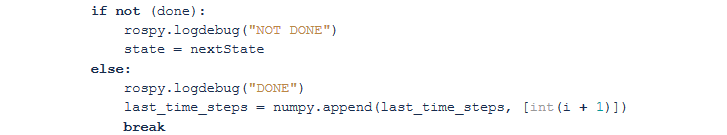 if not (done):
    rospy.logdebug("NOT DONE")
    state = nextState
else:
    rospy.logdebug("DONE")
    last_time_steps = numpy.append(last_time_steps, [int(i + 1)])
    break